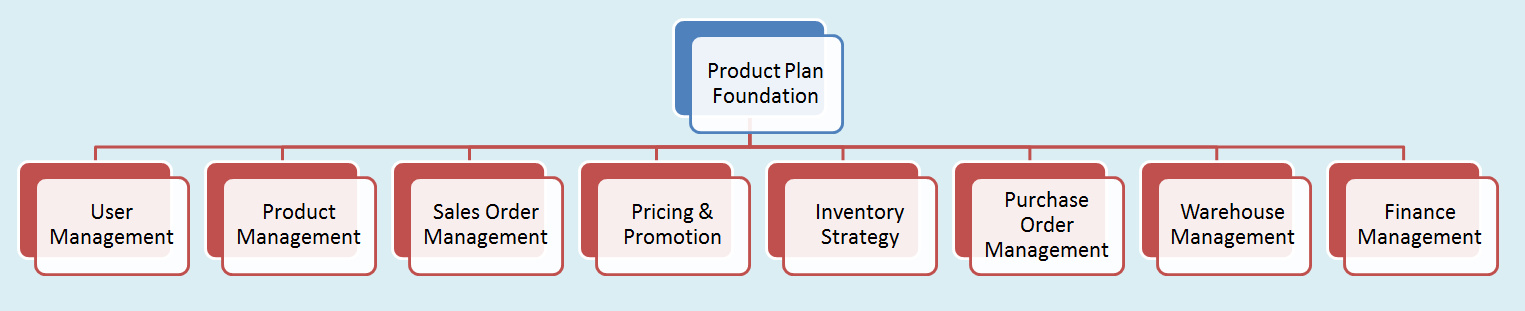 Product Plan
Foundation
User
Management
Product
Management
Sales Order
Management
Pricing &
Promotion
Inventory
Strategy
Purchase
Order
Management
Warehouse
Management
Finance
Management